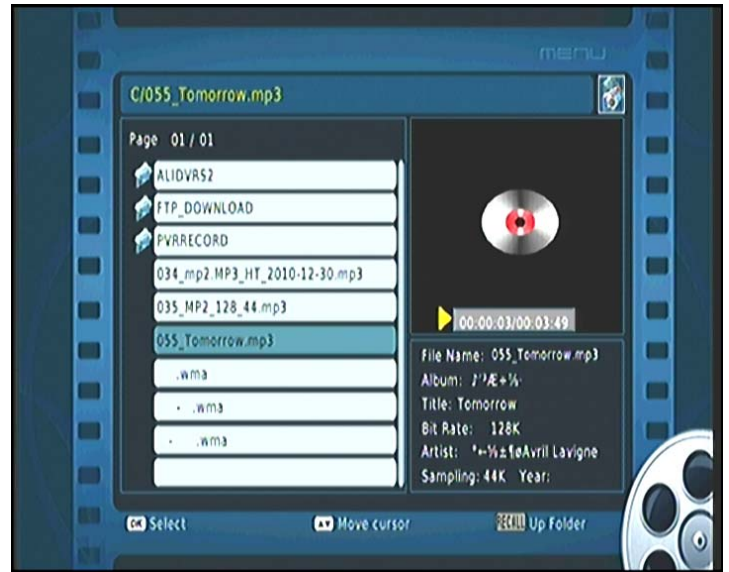 MENU
C/055_Tomorrow.mp3
Page 01 / 01
ALIDVRS2
FTP_DOWNLOAD
PVRRECORD
034_mp2.MP3_HT_2010-12-30.mp3
035_MP2_128_44.mp3
055_Tomorrow.mp3
.wma
- .wma
- .wma
00:00:03/00:03:49
File Name: 055_Tomorrow.mp3
Album:
Title: Tomorrow
Bit Rate: 128K
Artist: Avril Lavigne
Sampling: 44K Year:
OK Select
▲▼ Move cursor
RECALL Up Folder